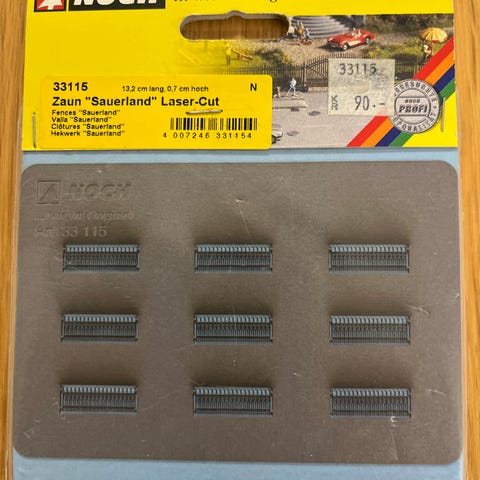 NOCH
33115 13,2 cm lang, 0,7 cm hoch N
Zaun "Sauerland" Laser-Cut
Fences "Sauerland"
Valla "Sauerland"
Clôtures "Sauerland"
Hekwerk "Sauerland"
4 007246 331154
33115
90.-
NOCH
PROFI
QUALITÄT
NOCH
Art. 33 115